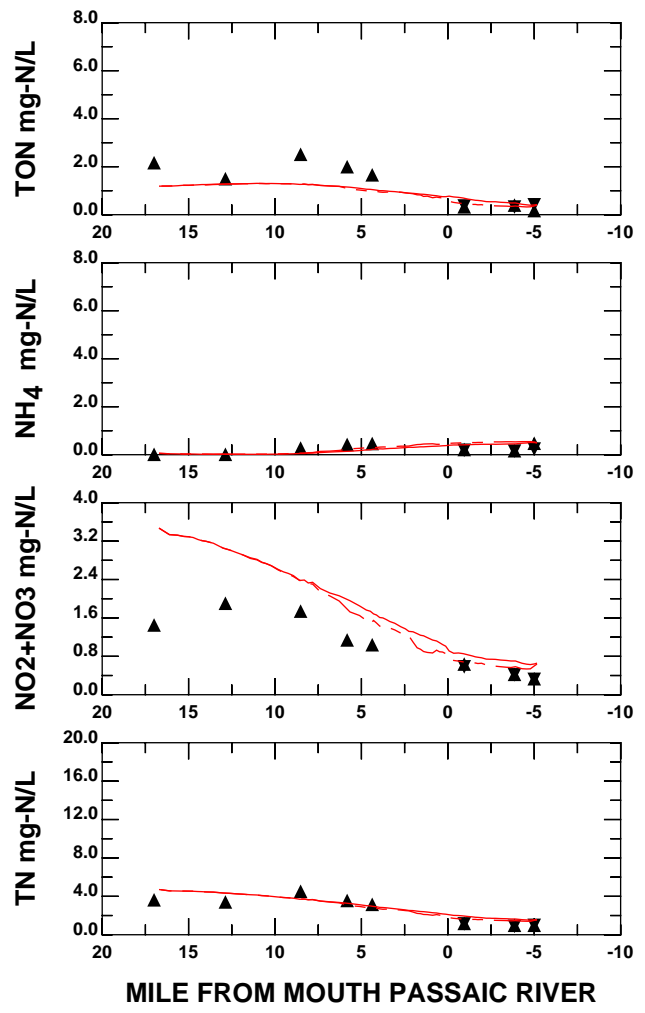 TON mg-N/L
8.0
6.0
4.0
2.0
0.0
20 15 10 5 0 -5 -10
NH4 mg-N/L
8.0
6.0
4.0
2.0
0.0
20 15 10 5 0 -5 -10
NO2+NO3 mg-N/L
4.0
3.2
2.4
1.6
0.8
0.0
20 15 10 5 0 -5 -10
TN mg-N/L
20.0
16.0
12.0
8.0
4.0
0.0
20 15 10 5 0 -5 -10
MILE FROM MOUTH PASSAIC RIVER